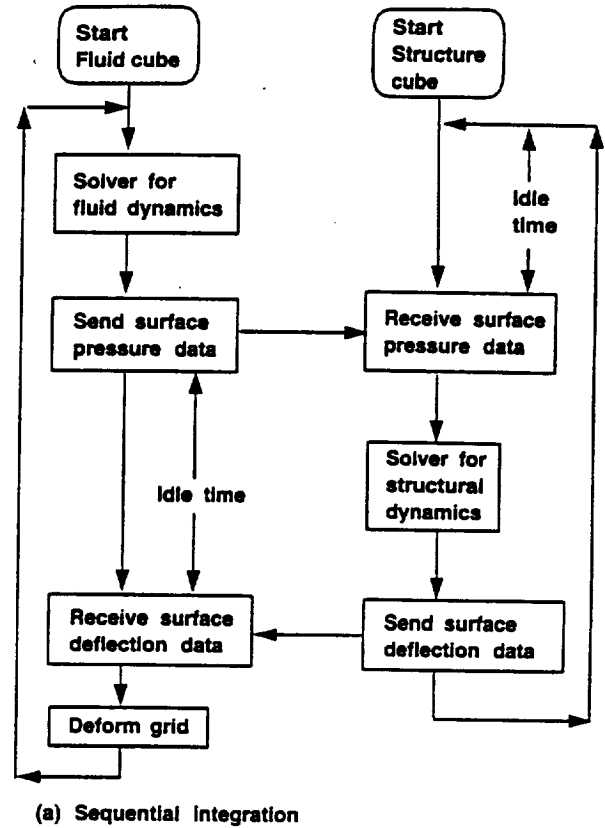 Start
Fluid cube
Start
Structure
cube
Solver for
fluid dynamics
Idle
time
Send surface
pressure data
Receive surface
pressure data
Solver for
structural
dynamics
Idle time
Receive surface
deflection data
Send surface
deflection data
Deform grid
(a) Sequential integration